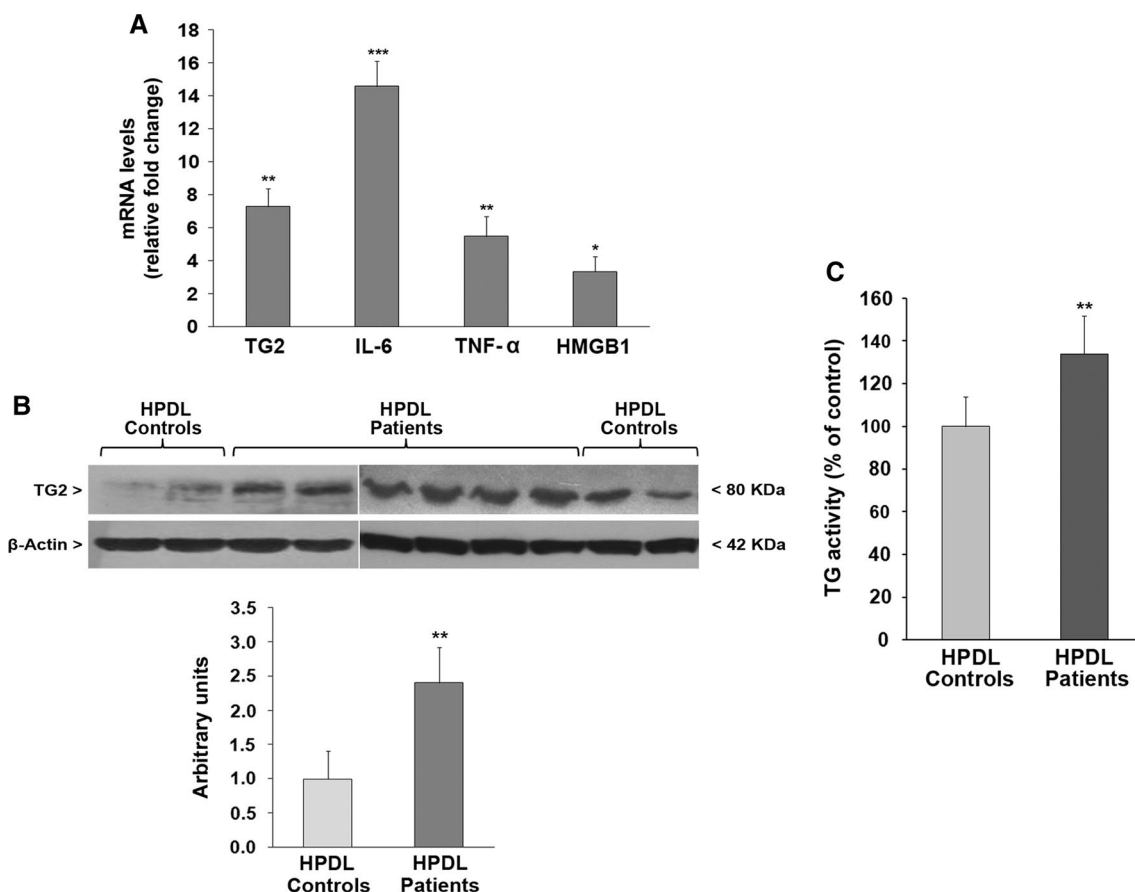 A
mRNA levels
(relative fold change)
18
16
14
12
10
8
6
4
2
0
**
***
**
*
TG2 IL-6 TNF-α HMGB1
B
HPDL
Controls
HPDL
Patients
HPDL
Controls
TG2 >
< 80 KDa
β-Actin >
< 42 KDa
Arbitrary units
3.5
3.0
2.5
2.0
1.5
1.0
0.5
0.0
**
HPDL
Controls
HPDL
Patients
C
TG activity (% of control)
160
140
120
100
80
60
40
20
0
**
HPDL
Controls
HPDL
Patients